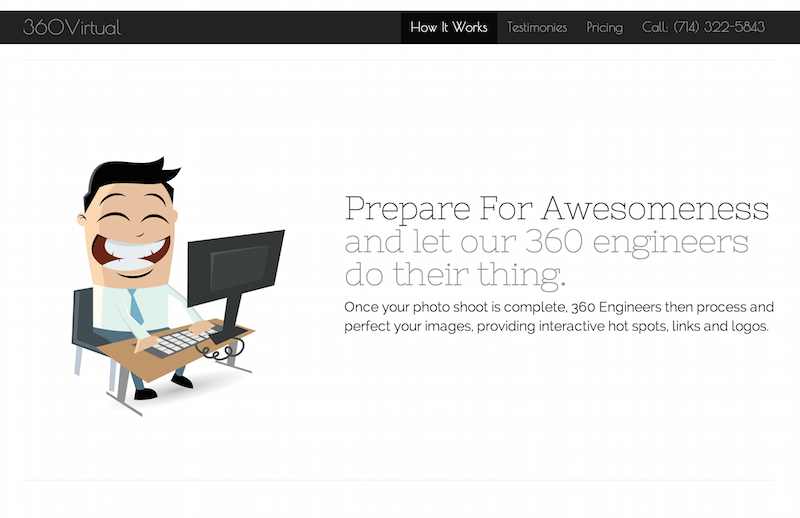 360Virtual How It Works Testimonies Pricing Call: (714) 322-5843
Prepare For Awesomeness
and let our 360 engineers
do their thing.
Once your photo shoot is complete, 360 Engineers then process and
perfect your images, providing interactive hot spots, links and logos.